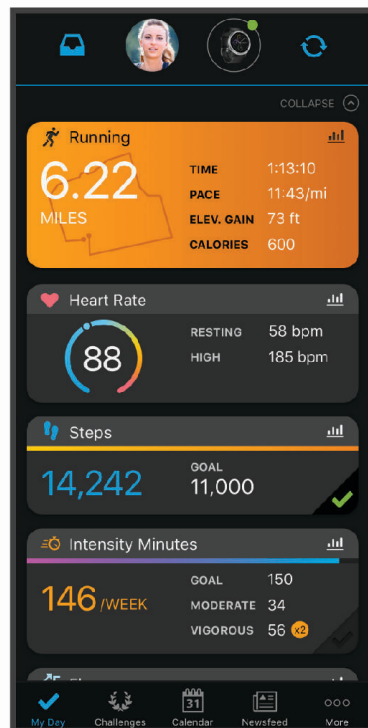 COLLAPSE
Running
6.22
MILES
TIME 1:13:10
PACE 11:43/mi
ELEV. GAIN 73 ft
CALORIES 600
Heart Rate
88
RESTING 58 bpm
HIGH 185 bpm
Steps
14,242
GOAL
11,000
Intensity Minutes
146 /WEEK
GOAL 150
MODERATE 34
VIGOROUS 56 x2
31
My Day Challenges Calendar Newsfeed More